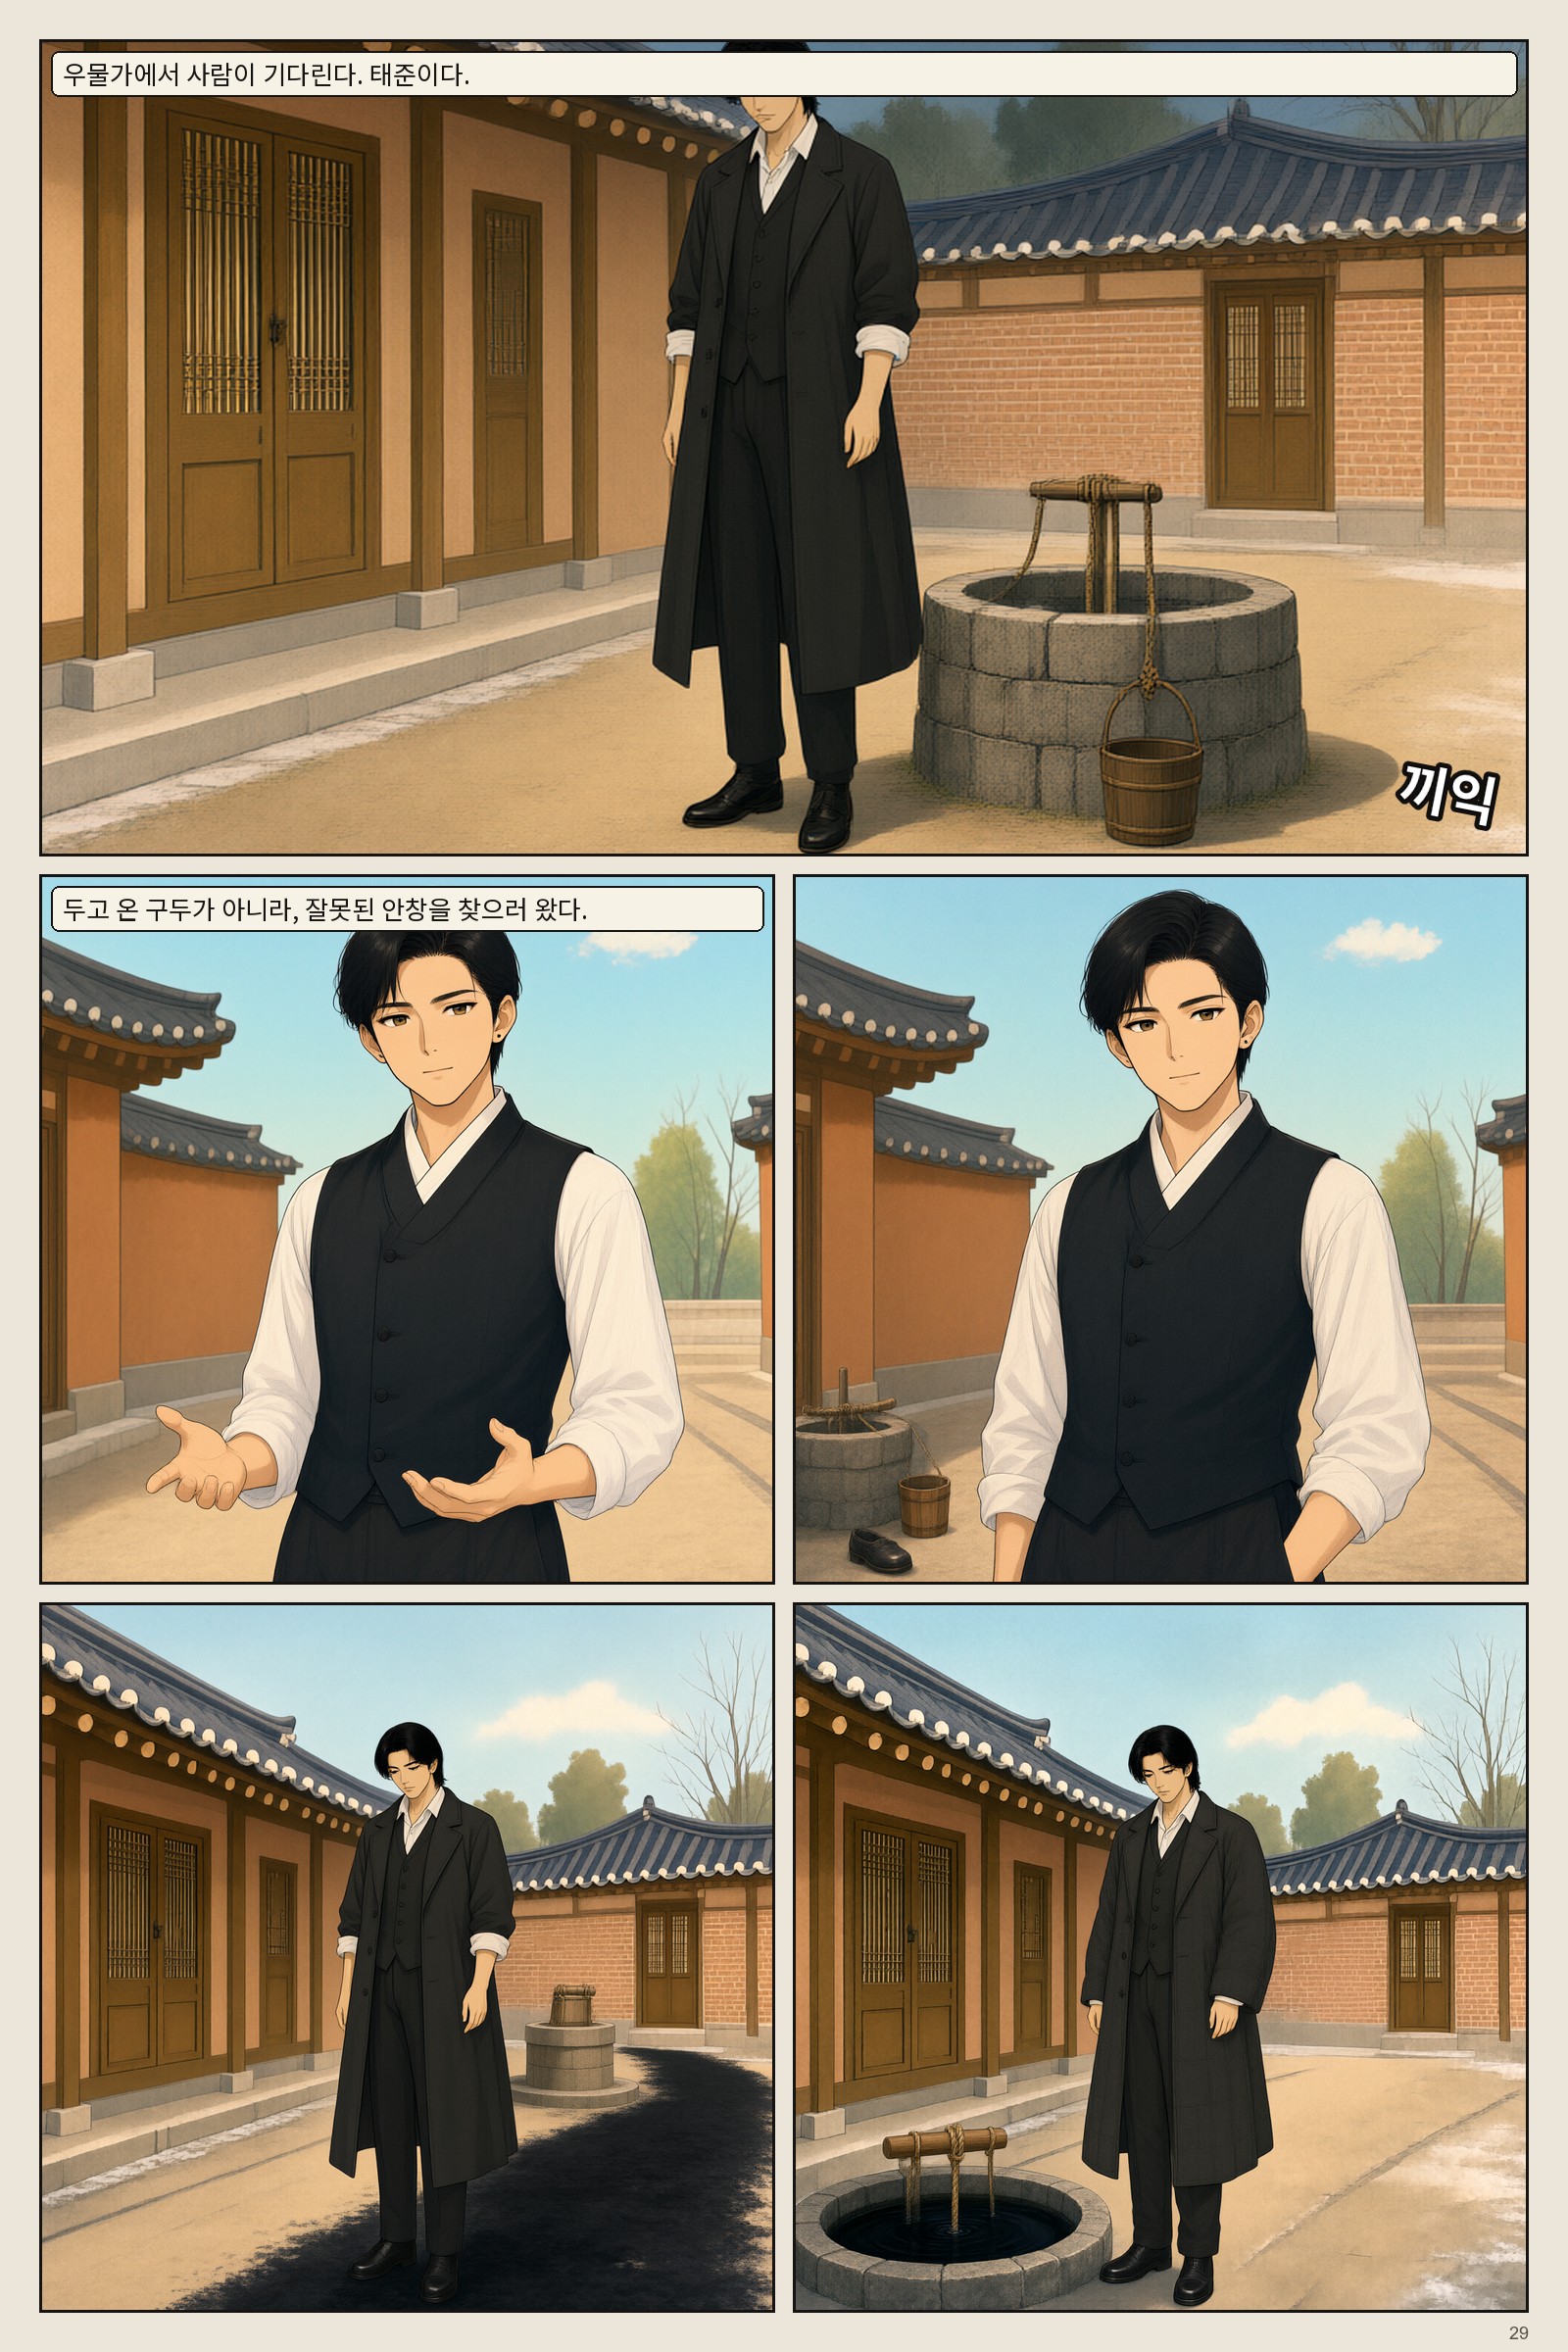 우물가에서 사람이 기다린다. 태준이다.
끼익
두고 온 구두가 아니라, 잘못된 안창을 찾으러 왔다.
29